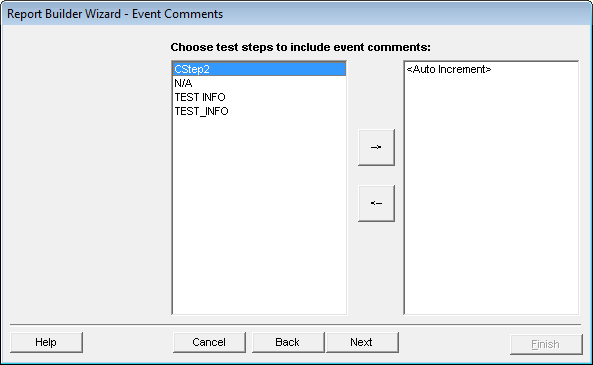 Report Builder Wizard - Event Comments
Choose test steps to include event comments:
CStep2
N/A
TEST INFO
TEST_INFO
-->
<--
<Auto Increment>
Help
Cancel
Back
Next
Finish